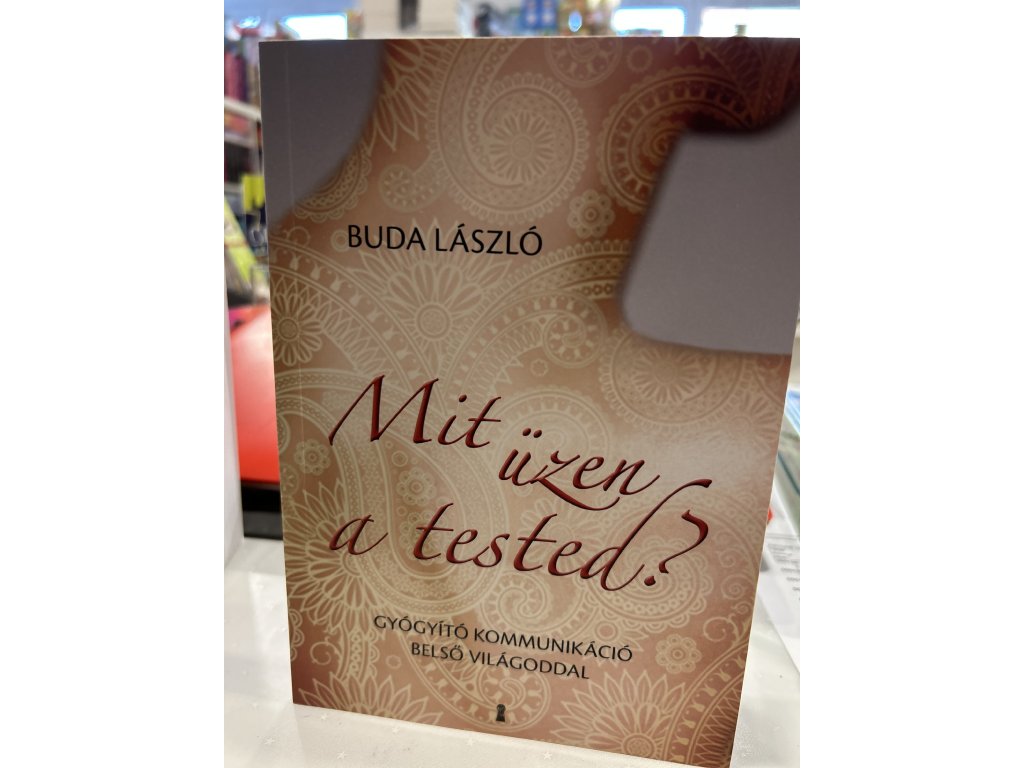 BUDA LÁSZLÓ
Mit üzen
a tested?
GYÓGYÍTÓ KOMMUNIKÁCIÓ
BELSŐ VILÁGODDAL